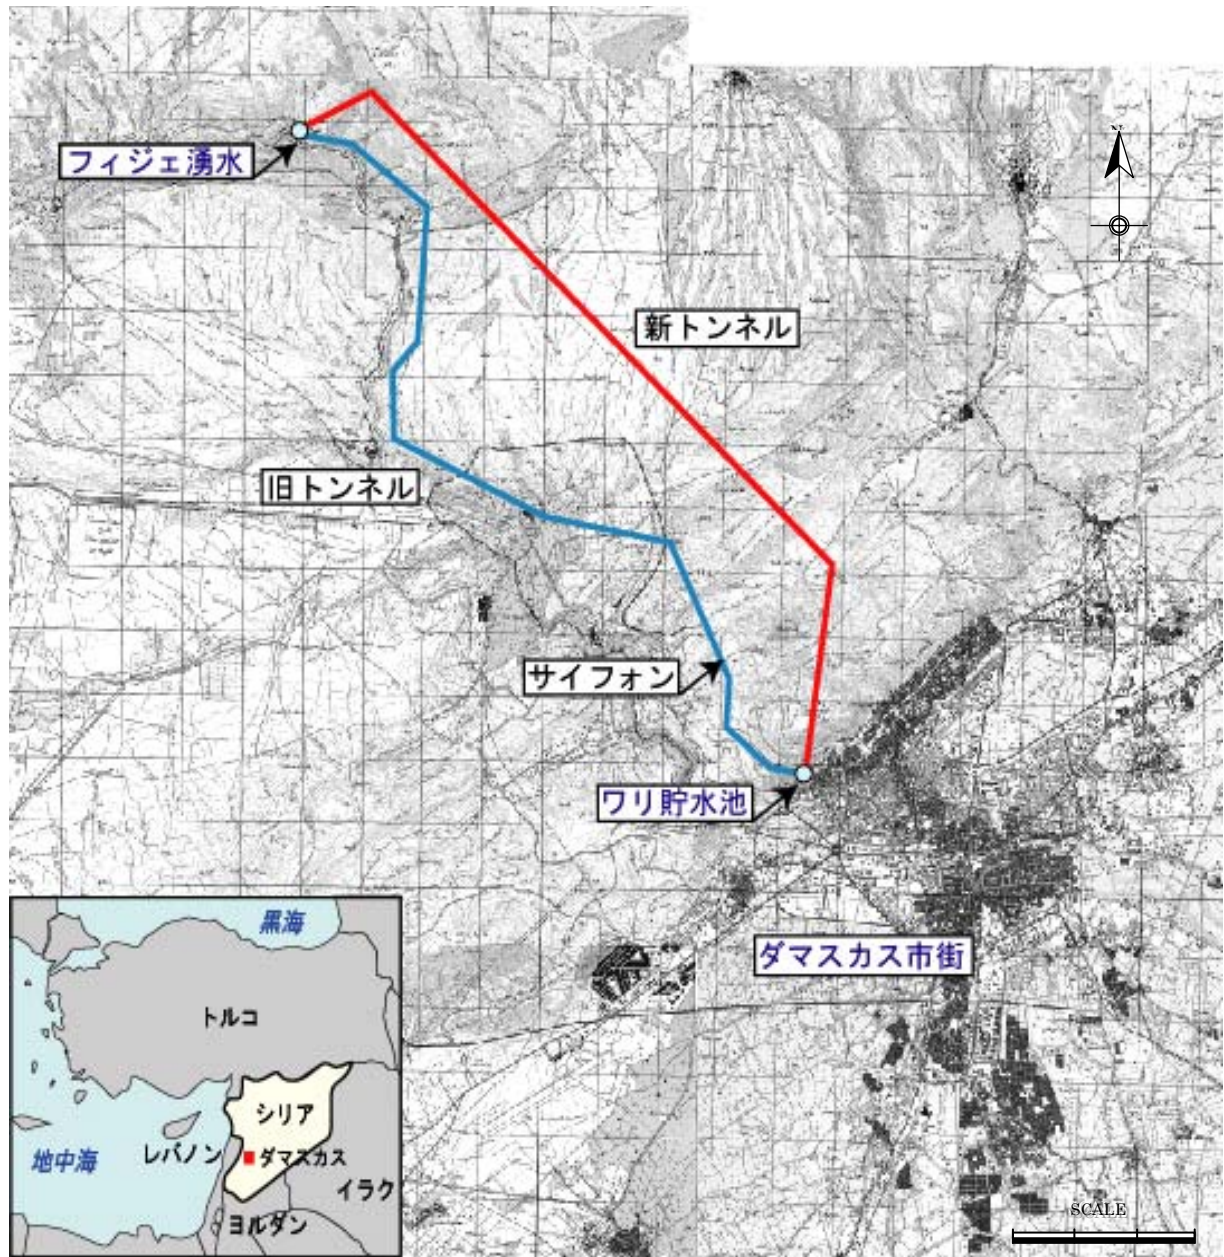 フィジェ湧水
新トンネル
旧トンネル
サイフォン
ワリ貯水池
ダマスカス市街
黒海
トルコ
シリア
レバノン
ダマスカス
地中海
イラク
ヨルダン
SCALE